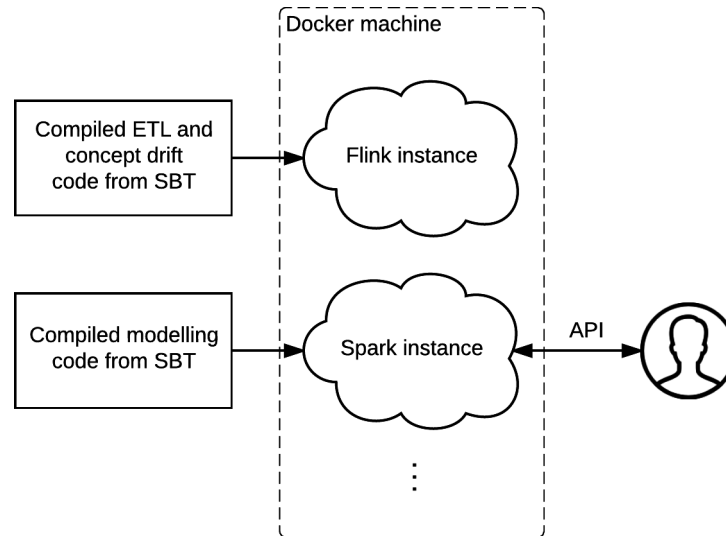 Docker machine
Compiled ETL and
concept drift
code from SBT
Flink instance
Compiled modelling
code from SBT
Spark instance
API
⋮